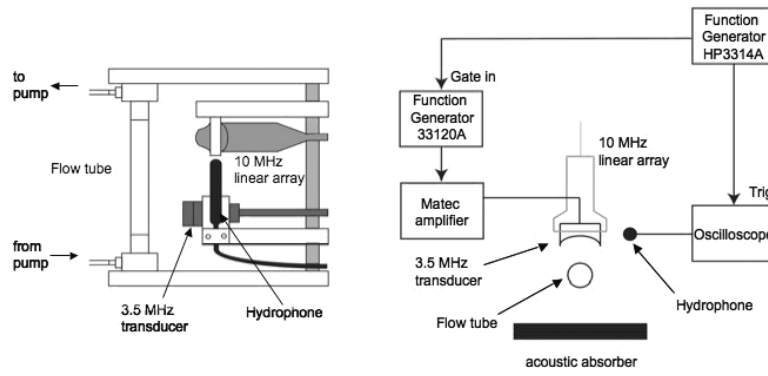 to
pump
Flow tube
from
pump
10 MHz
linear array
3.5 MHz
transducer
Hydrophone
Function
Generator
HP3314A
Gate in
Function
Generator
33120A
10 MHz
linear array
Matec
amplifier
Trig
Oscilloscope
3.5 MHz
transducer
Hydrophone
Flow tube
acoustic absorber